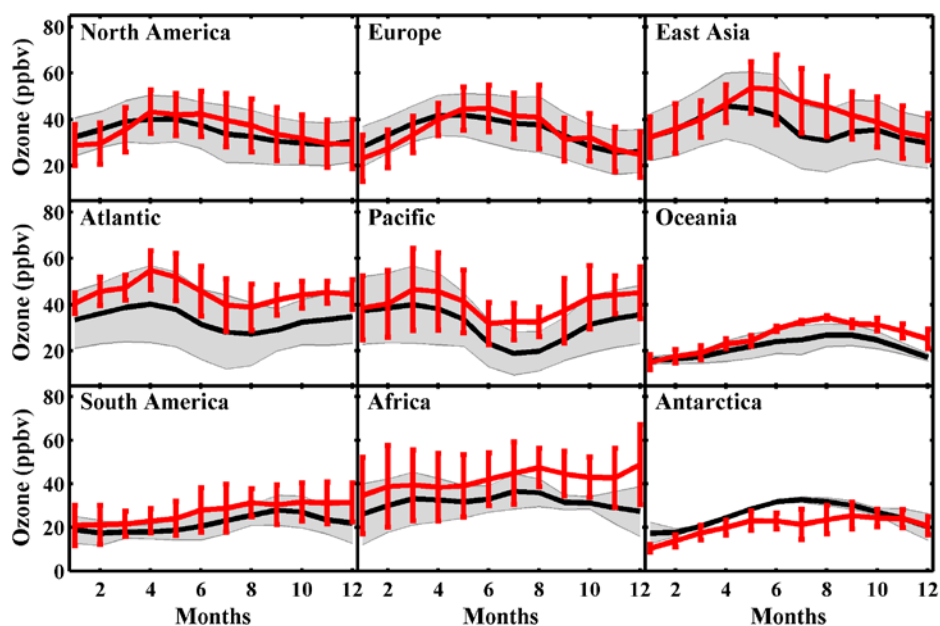 80
60
40
20
Ozone (ppbv)
North America
Europe
East Asia
80
60
40
20
Ozone (ppbv)
Atlantic
Pacific
Oceania
80
60
40
20
0
Ozone (ppbv)
South America
Africa
Antarctica
2 4 6 8 10 12 2 4 6 8 10 12 2 4 6 8 10 12
Months Months Months